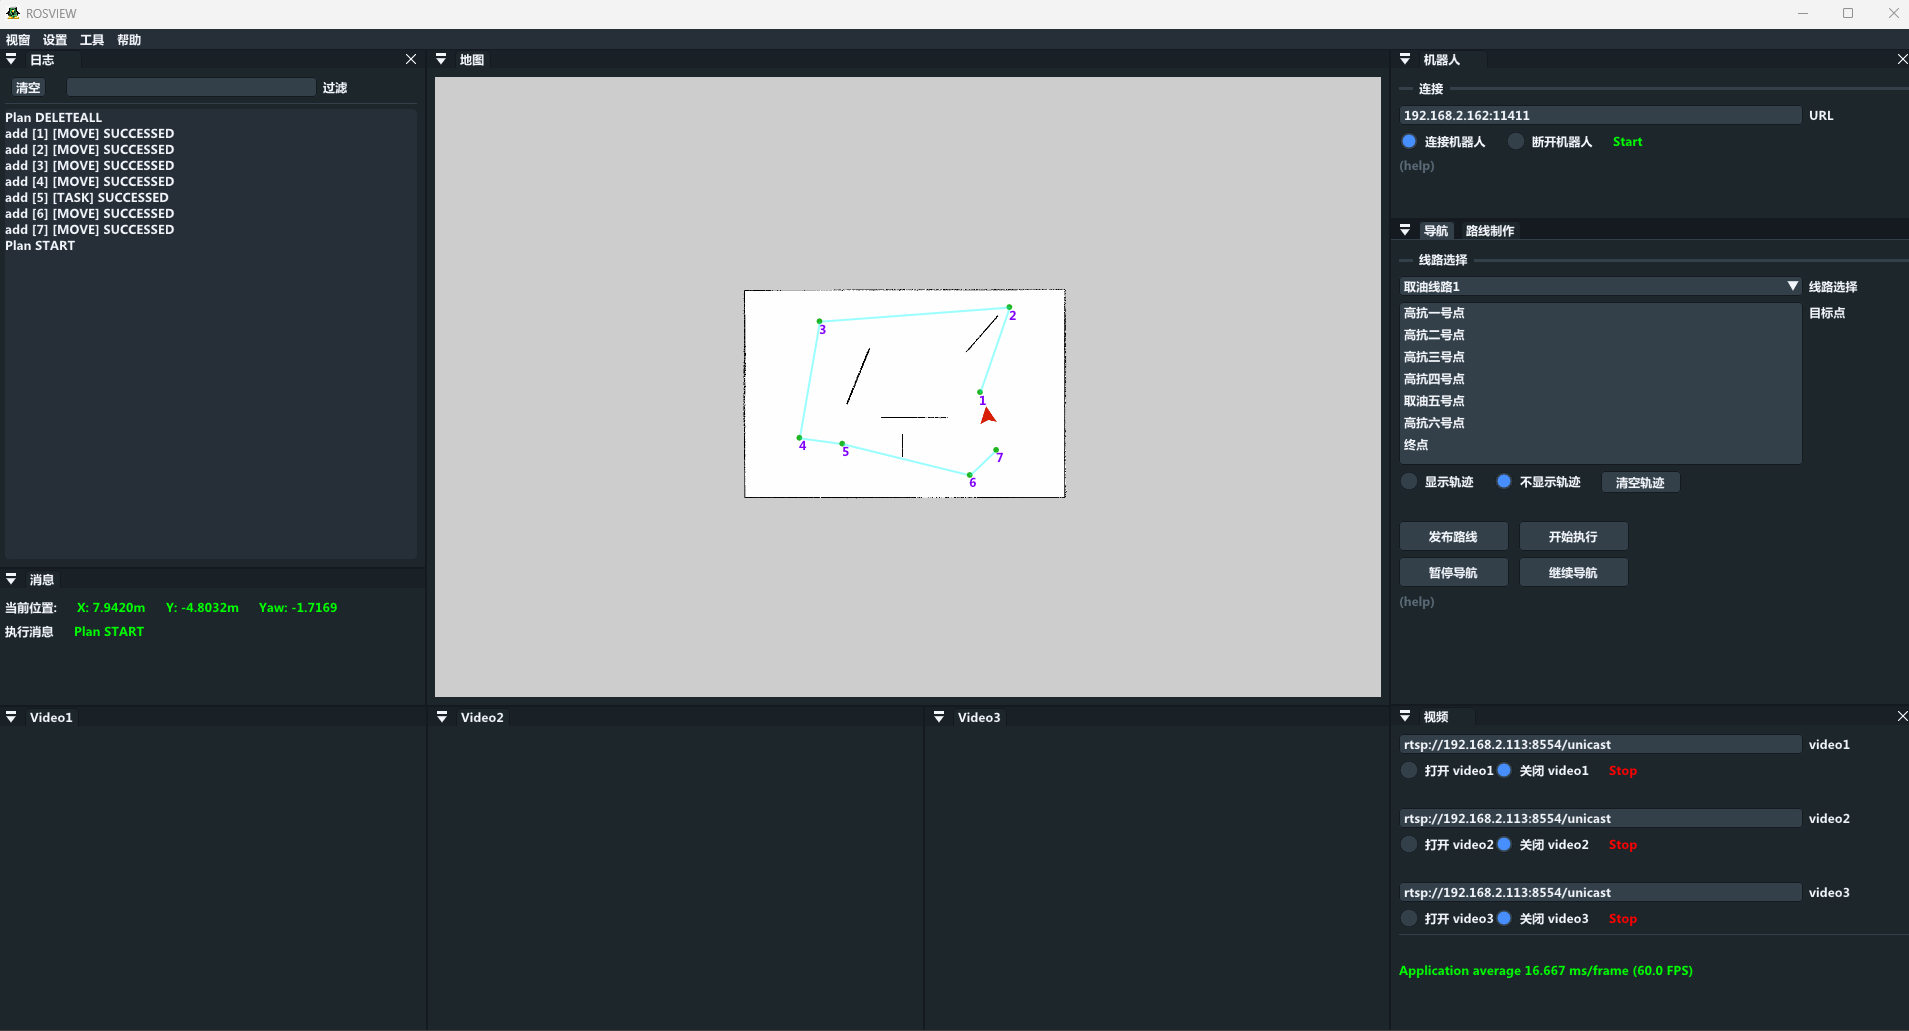 ROSVIEW
视窗 设置 工具 帮助
日志
清空 过滤
Plan DELETEALL
add [1] [MOVE] SUCCESSED
add [2] [MOVE] SUCCESSED
add [3] [MOVE] SUCCESSED
add [4] [MOVE] SUCCESSED
add [5] [TASK] SUCCESSED
add [6] [MOVE] SUCCESSED
add [7] [MOVE] SUCCESSED
Plan START
消息
当前位置: X: 7.9420m Y: -4.8032m Yaw: -1.7169
执行消息 Plan START
地图
2
3
1
4
5
7
6
机器人
连接
192.168.2.162:11411 URL
连接机器人 断开机器人 Start
(help)
导航 路线制作
线路选择
取油线路1 线路选择
高抗一号点 目标点
高抗二号点
高抗三号点
高抗四号点
取油五号点
高抗六号点
终点
显示轨迹 不显示轨迹 清空轨迹
发布路线 开始执行
暂停导航 继续导航
(help)
Video1
Video2
Video3
视频
rtsp://192.168.2.113:8554/unicast video1
打开 video1 关闭 video1 Stop
rtsp://192.168.2.113:8554/unicast video2
打开 video2 关闭 video2 Stop
rtsp://192.168.2.113:8554/unicast video3
打开 video3 关闭 video3 Stop
Application average 16.667 ms/frame (60.0 FPS)